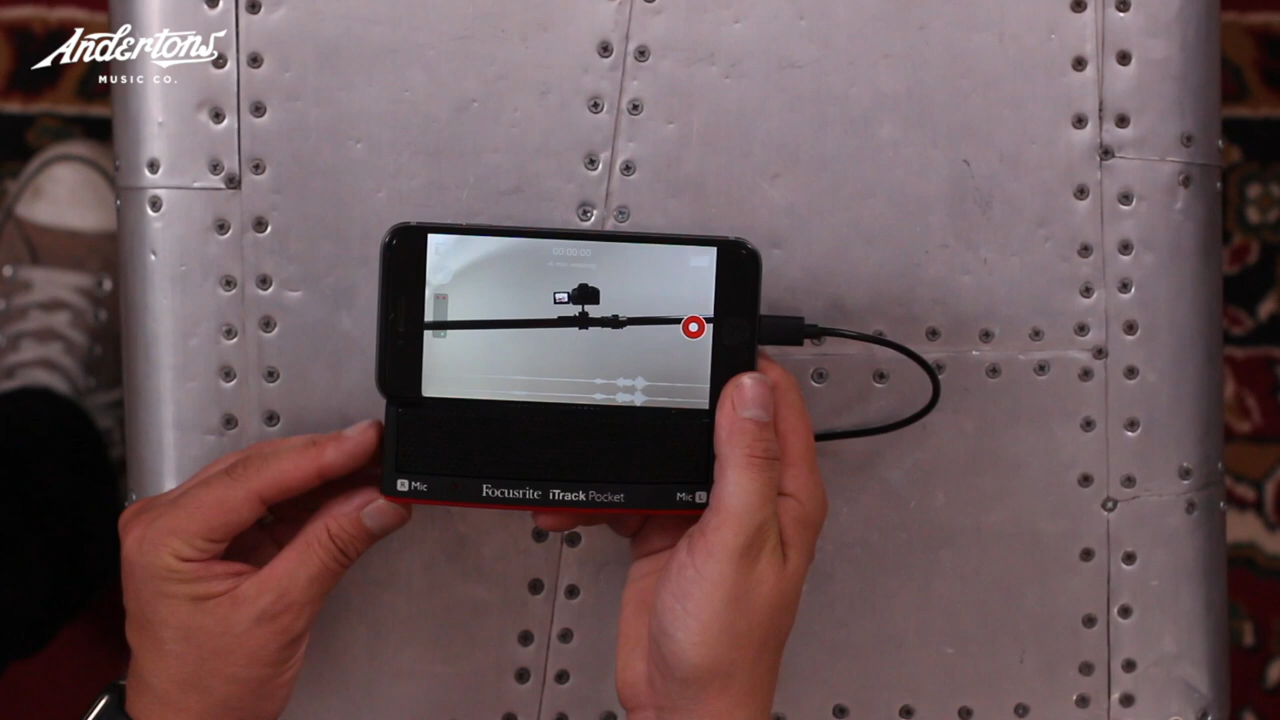 Andertons
MUSIC CO.
00:00:00
R Mic
Focusrite iTrack Pocket
Mic L